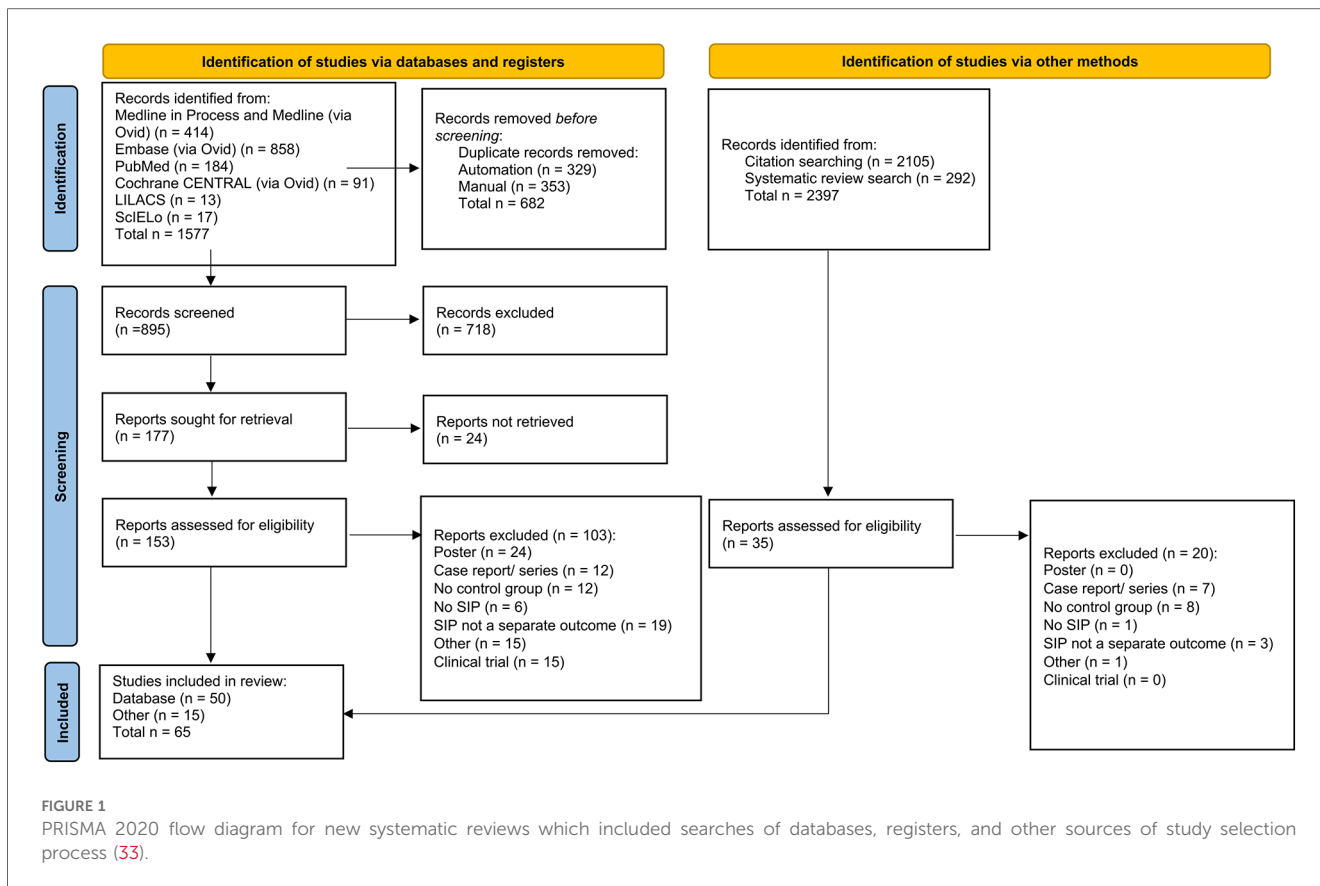 Identification of studies via databases and registers
Identification of studies via other methods
Identification
Records identified from:
Medline in Process and Medline (via
Ovid) (n = 414)
Embase (via Ovid) (n = 858)
PubMed (n = 184)
Cochrane CENTRAL (via Ovid) (n = 91)
LILACS (n = 13)
ScIELo (n = 17)
Total n = 1577
Records removed before
screening:
Duplicate records removed:
Automation (n = 329)
Manual (n = 353)
Total n = 682
Records identified from:
Citation searching (n = 2105)
Systematic review search (n = 292)
Total n = 2397
Screening
Records screened
(n =895)
Records excluded
(n = 718)
Reports sought for retrieval
(n = 177)
Reports not retrieved
(n = 24)
Reports assessed for eligibility
(n = 153)
Reports excluded (n = 103):
Poster (n = 24)
Case report/ series (n = 12)
No control group (n = 12)
No SIP (n = 6)
SIP not a separate outcome (n = 19)
Other (n = 15)
Clinical trial (n = 15)
Reports assessed for eligibility
(n = 35)
Reports excluded (n = 20):
Poster (n = 0)
Case report/ series (n = 7)
No control group (n = 8)
No SIP (n = 1)
SIP not a separate outcome (n = 3)
Other (n = 1)
Clinical trial (n = 0)
Included
Studies included in review:
Database (n = 50)
Other (n = 15)
Total n = 65
FIGURE 1
PRISMA 2020 flow diagram for new systematic reviews which included searches of databases, registers, and other sources of study selection
process (33).